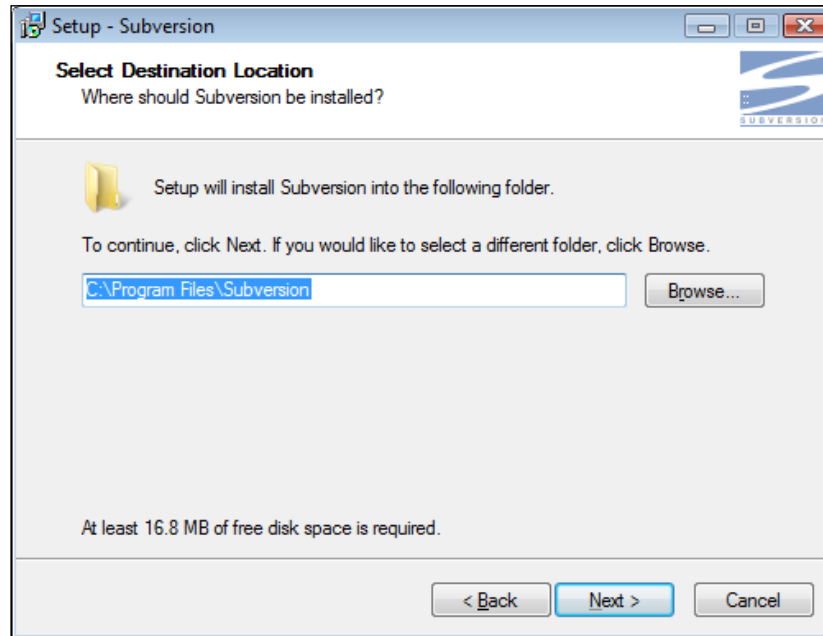 Setup - Subversion
Select Destination Location
Where should Subversion be installed?
SUBVERSION
Setup will install Subversion into the following folder.
To continue, click Next. If you would like to select a different folder, click Browse.
C:\Program Files\Subversion
Browse...
At least 16.8 MB of free disk space is required.
< Back
Next >
Cancel